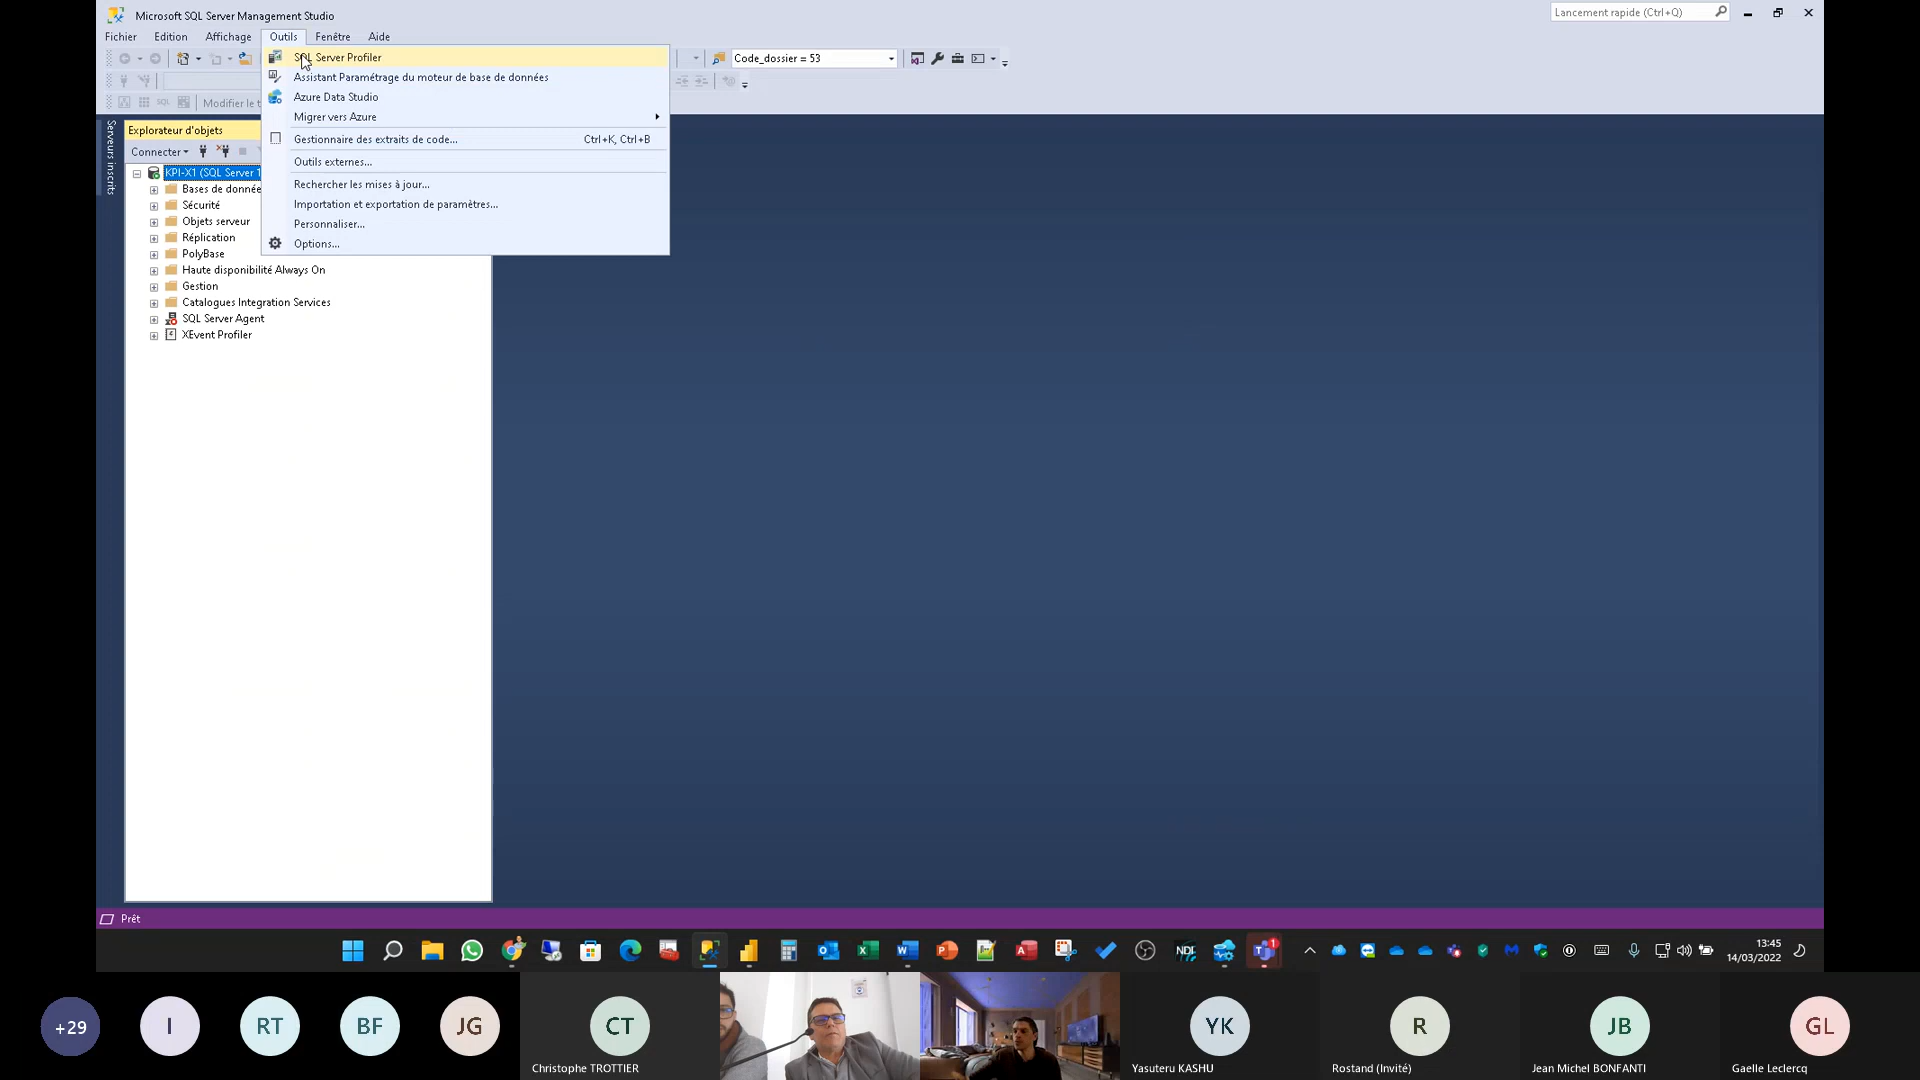 Microsoft SQL Server Management Studio
Lancement rapide (Ctrl+Q)
Fichier Edition Affichage Outils Fenêtre Aide
SQL Server Profiler
Code_dossier = 53
Assistant Paramétrage du moteur de base de données
Azure Data Studio
Modifier le t
Migrer vers Azure
Gestionnaire des extraits de code... Ctrl+K, Ctrl+B
Outils externes...
Rechercher les mises à jour...
Importation et exportation de paramètres...
Personnaliser...
Options...
Serveurs inscrits
Explorateur d'objets
Connecter
KPI-X1 (SQL Server 1
Bases de donnée
Sécurité
Objets serveur
Réplication
PolyBase
Haute disponibilité Always On
Gestion
Catalogues Integration Services
SQL Server Agent
XEvent Profiler
Prêt
13:45
14/03/2022
+29
I
RT
BF
JG
CT
Christophe TROTTIER
YK
Yasuteru KASHU
R
Rostand (Invité)
JB
Jean Michel BONFANTI
GL
Gaelle Leclercq